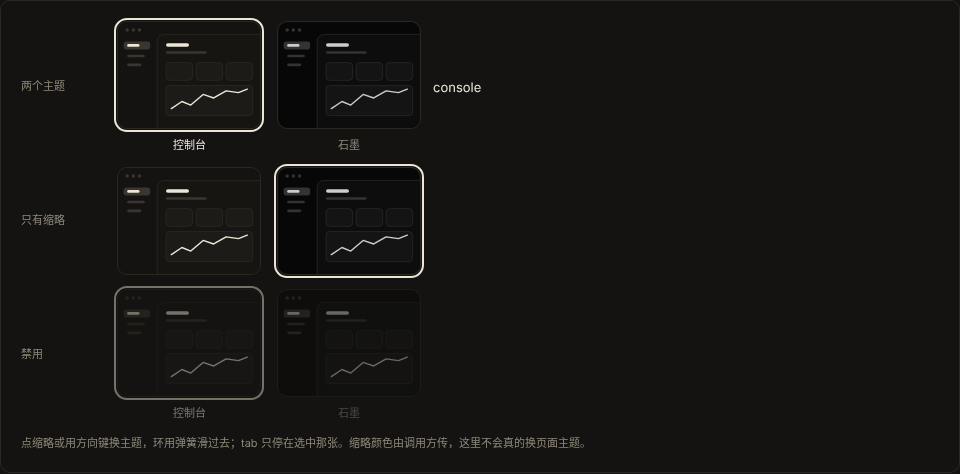 两个主题
console
控制台
石墨
只有缩略
禁用
控制台
石墨
点缩略或用方向键换主题，环用弹簧滑过去；tab 只停在选中那张。缩略颜色由调用方传，这里不会真的换页面主题。